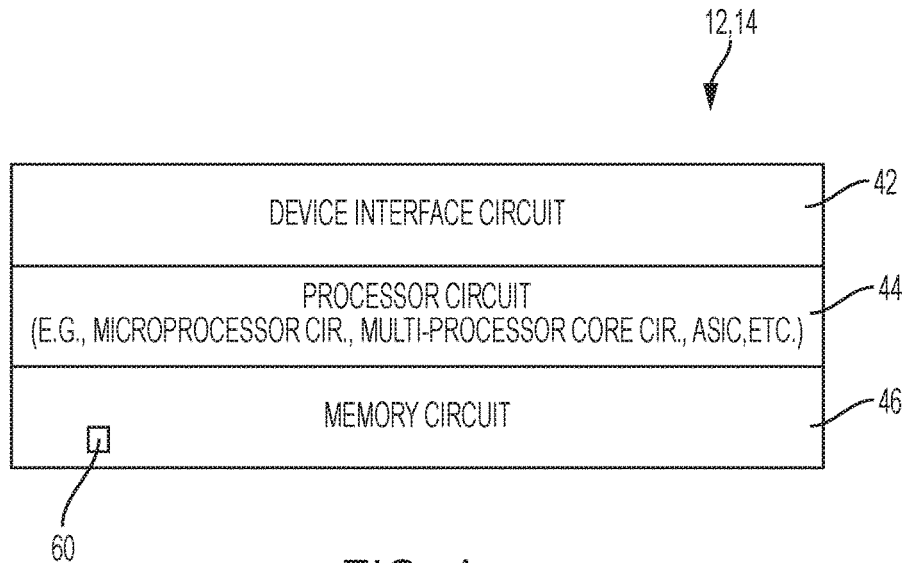 12,14
DEVICE INTERFACE CIRCUIT
42
PROCESSOR CIRCUIT
(E.G., MICROPROCESSOR CIR., MULTI-PROCESSOR CORE CIR., ASIC,ETC.)
44
MEMORY CIRCUIT
46
60